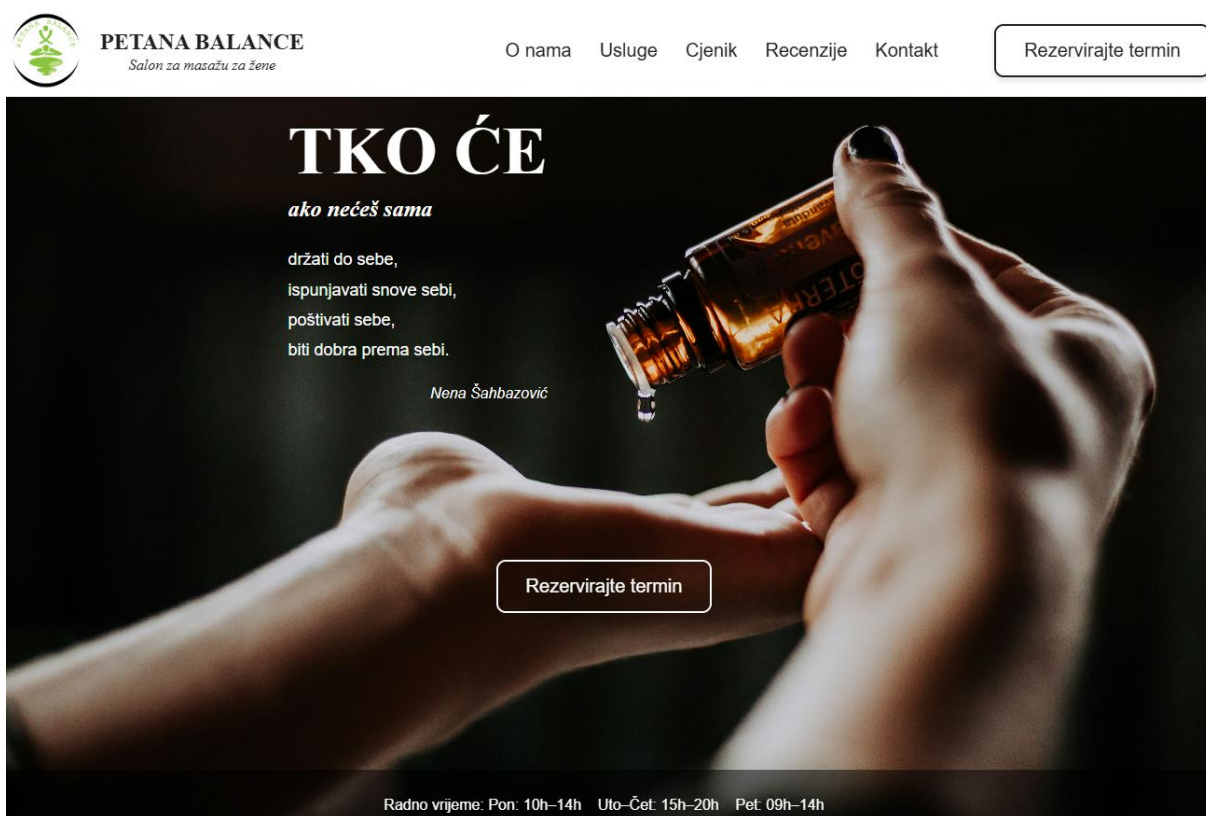 PETANA BALANCE
PETANA BALANCE
Salon za masažu za žene
O nama
Usluge
Cjenik
Recenzije
Kontakt
Rezervirajte termin
TKO ĆE
ako nećeš sama
držati do sebe,
ispunjavati snove sebi,
poštivati sebe,
biti dobra prema sebi.
Nena Šahbazović
Rezervirajte termin
Radno vrijeme: Pon: 10h–14h Uto–Čet: 15h–20h Pet: 09h–14h